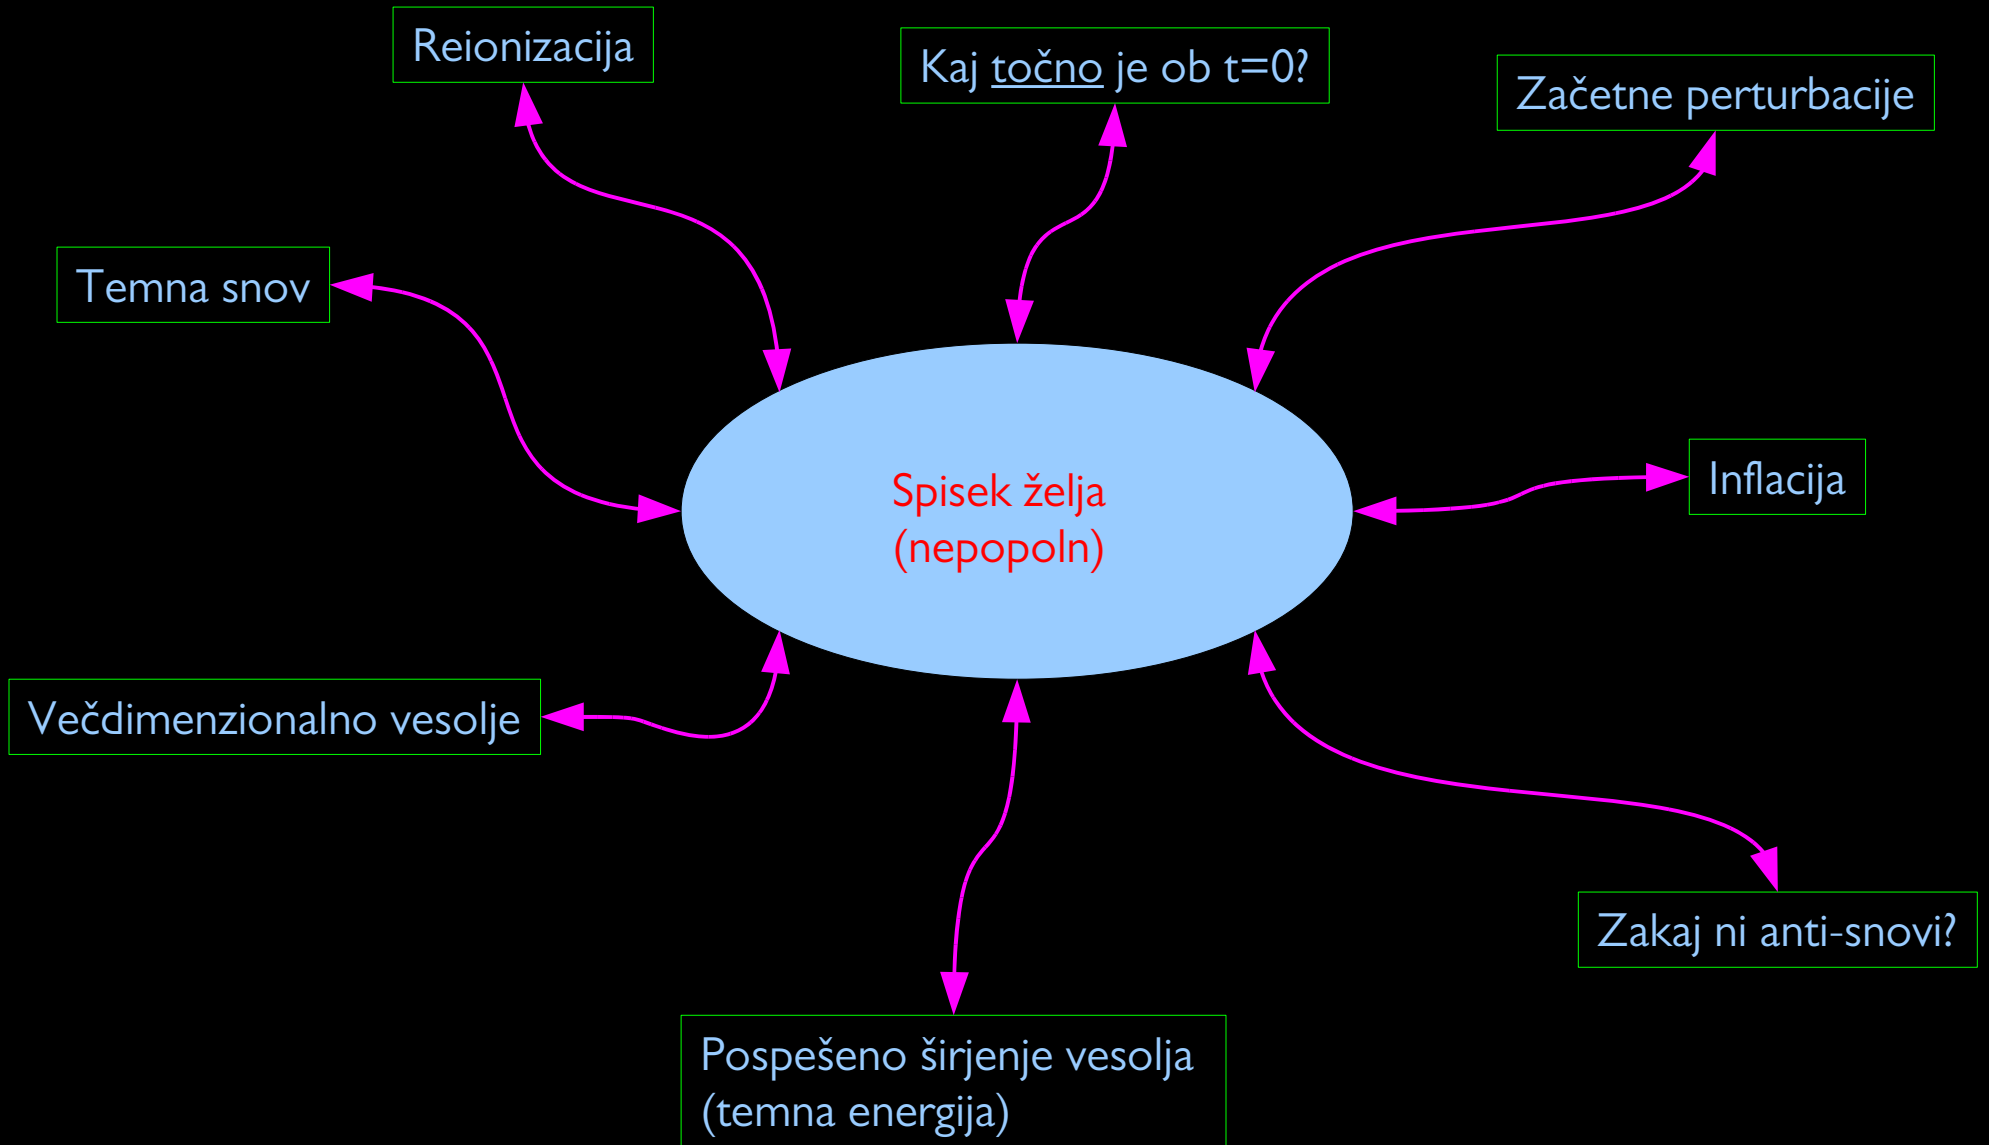 Reionizacija
Kaj točno je ob t=0?
Začetne perturbacije
Temna snov
Inflacija
Spisek želja
(nepopoln)
Večdimenzionalno vesolje
Zakaj ni anti-snovi?
Pospešeno širjenje vesolja
(temna energija)